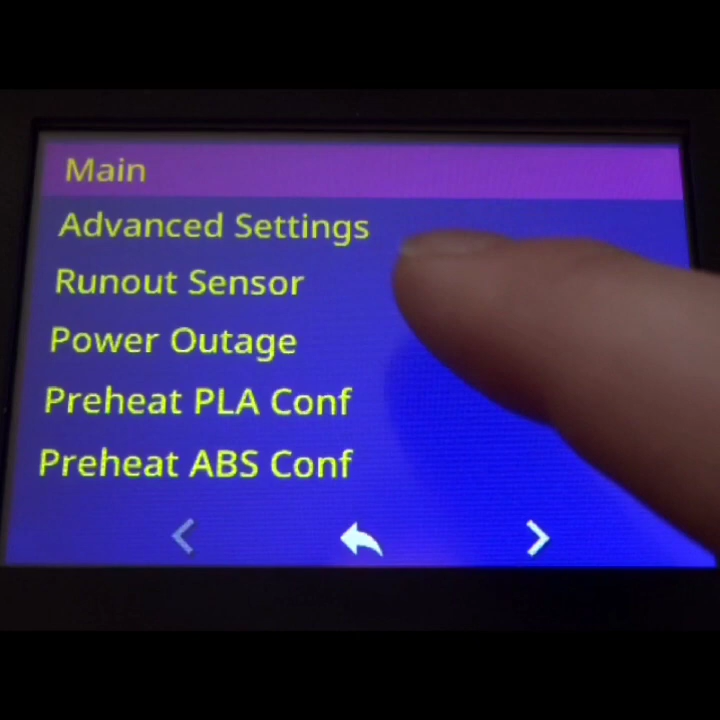 Main
Advanced Settings
Runout Sensor
Power Outage
Preheat PLA Conf
Preheat ABS Conf